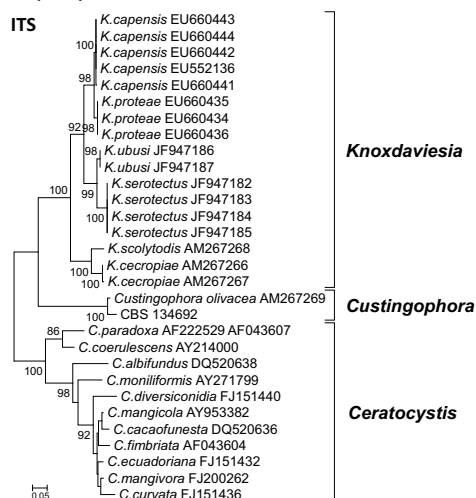 ITS
K.capensis EU660443
K.capensis EU660444
K.capensis EU660442
K.capensis EU552136
K.capensis EU660441
K.proteae EU660435
K.proteae EU660434
K.proteae EU660436
K.ubusi JF947186
K.ubusi JF947187
K.serotectus JF947182
K.serotectus JF947183
K.serotectus JF947184
K.serotectus JF947185
K.scolytodis AM267268
K.cecropiae AM267266
K.cecropiae AM267267
Custingophora olivacea AM267269
CBS 134692
C.paradoxa AF222529 AF043607
C.coerulescens AY214000
C.albifundus DQ520638
C.moniliformis AY271799
C.diversiconidia FJ151440
C.mangicola AY953382
C.cacaofunesta DQ520636
C.fimbriata AF043604
C.ecuadoriana FJ151432
C.mangivora FJ200262
C.curvata FJ151436
Knoxdaviesia
Custingophora
Ceratocystis
100
98
92
98
98
99
100
100
100
100
100
86
100
98
92
0.05